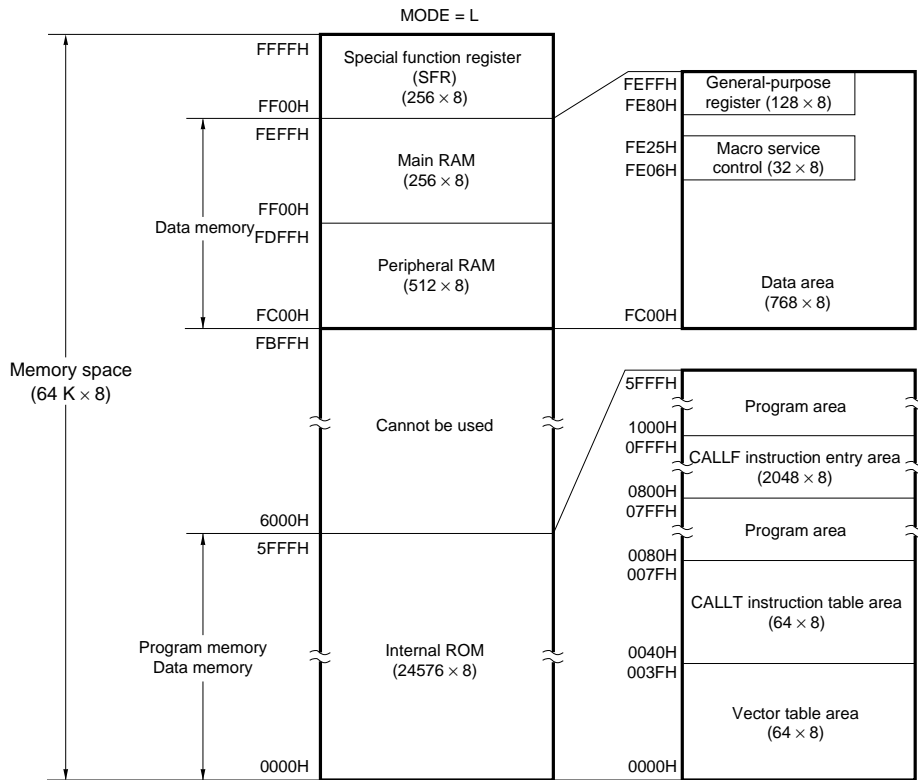 MODE = L
FFFFH
Special function register
(SFR)
(256 × 8)
FF00H
FEFFH
Main RAM
(256 × 8)
FF00H
Data memory
FDFFH
Peripheral RAM
(512 × 8)
FC00H
FBFFH
Memory space
(64 K × 8)
Cannot be used
6000H
5FFFH
Program memory
Data memory
Internal ROM
(24576 × 8)
0000H
FEFFH
General-purpose
register (128 × 8)
FE80H
FE25H
Macro service
control (32 × 8)
FE06H
Data area
(768 × 8)
FC00H
5FFFH
Program area
1000H
0FFFH
CALLF instruction entry area
(2048 × 8)
0800H
07FFH
Program area
0080H
007FH
CALLT instruction table area
(64 × 8)
0040H
003FH
Vector table area
(64 × 8)
0000H